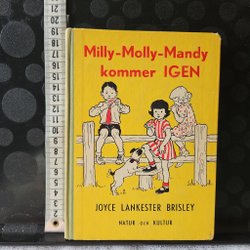 Milly-Molly-Mandy
kommer IGEN
JOYCE LANKESTER BRISLEY
NATUR OCH KULTUR